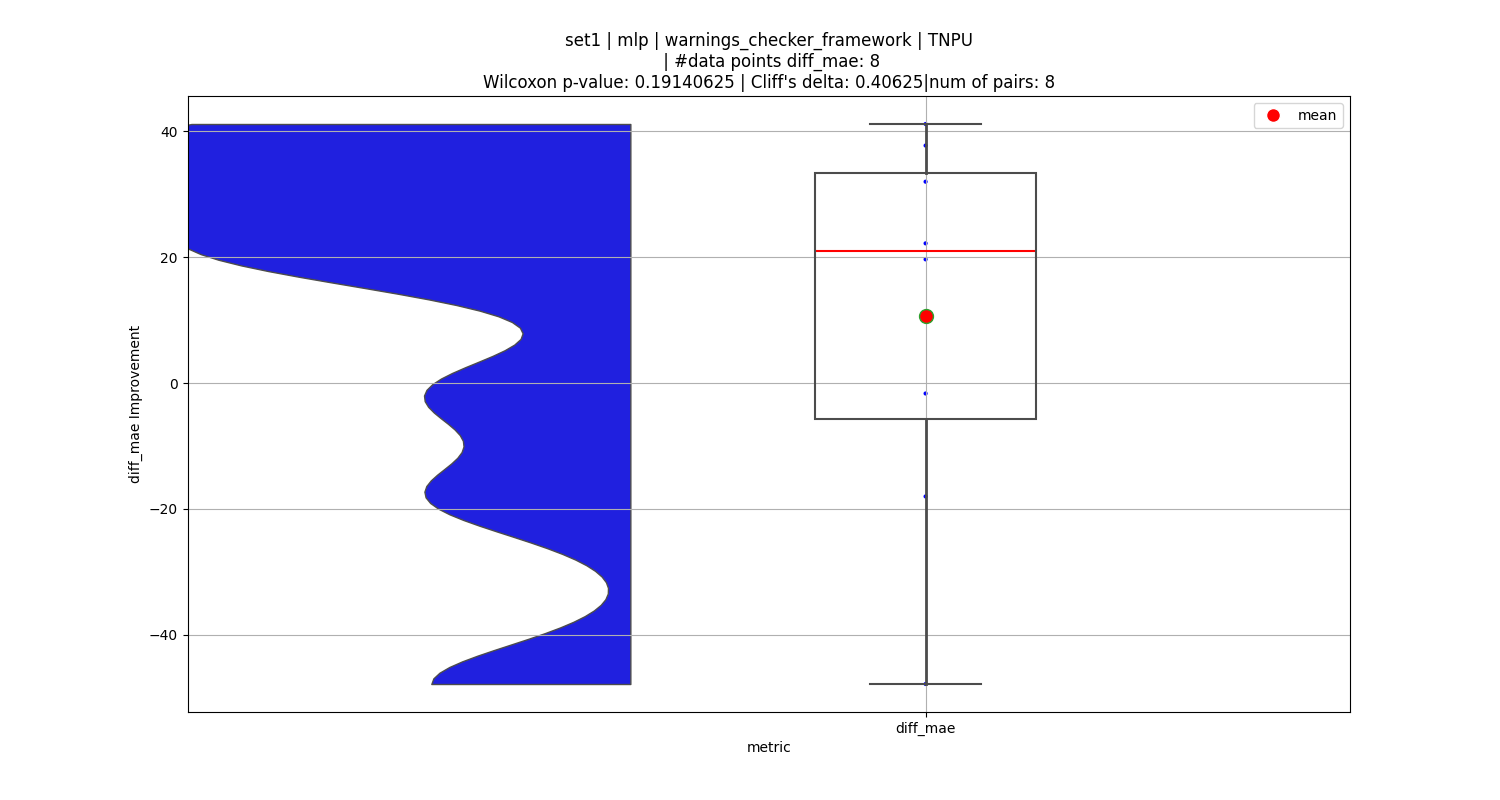 set1 | mlp | warnings_checker_framework | TNPU
| #data points diff_mae: 8
Wilcoxon p-value: 0.19140625 | Cliff's delta: 0.40625|num of pairs: 8
mean
40
20
0
−20
−40
diff_mae Improvement
diff_mae
metric